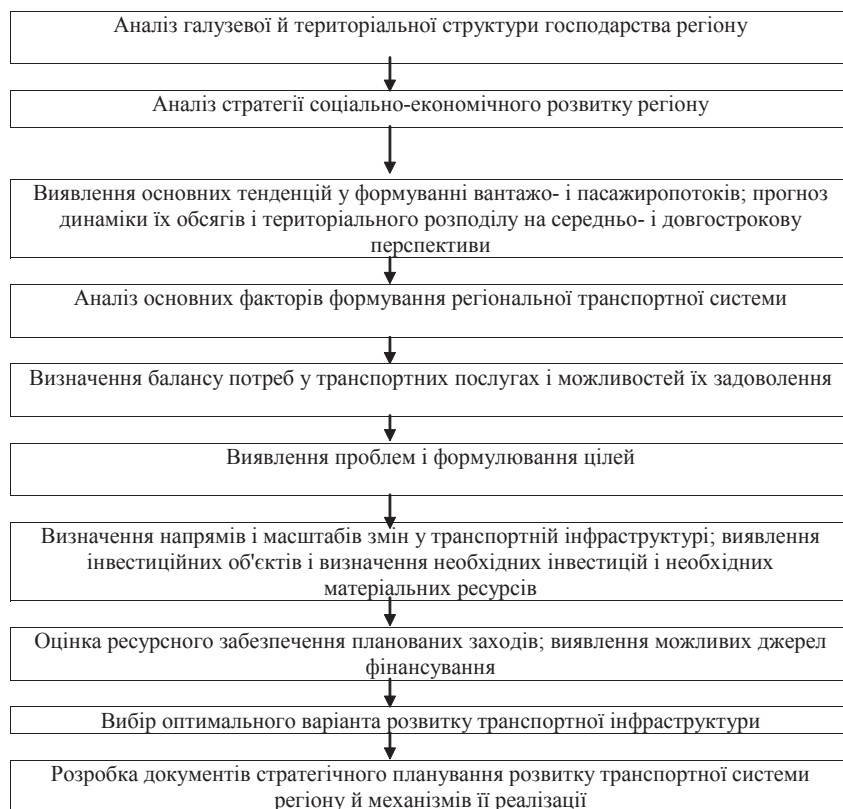 Аналіз галузевої й територіальної структури господарства регіону
Аналіз стратегії соціально-економічного розвитку регіону
Виявлення основних тенденцій у формуванні вантажо- і пасажиропотоків; прогноз
динаміки їх обсягів і територіального розподілу на середньо- і довгострокову
перспективи
Аналіз основних факторів формування регіональної транспортної системи
Визначення балансу потреб у транспортних послугах і можливостей їх задоволення
Виявлення проблем і формулювання цілей
Визначення напрямів і масштабів змін у транспортній інфраструктурі; виявлення
інвестиційних об'єктів і визначення необхідних інвестицій і необхідних
матеріальних ресурсів
Оцінка ресурсного забезпечення планованих заходів; виявлення можливих джерел
фінансування
Вибір оптимального варіанта розвитку транспортної інфраструктури
Розробка документів стратегічного планування розвитку транспортної системи
регіону й механізмів її реалізації